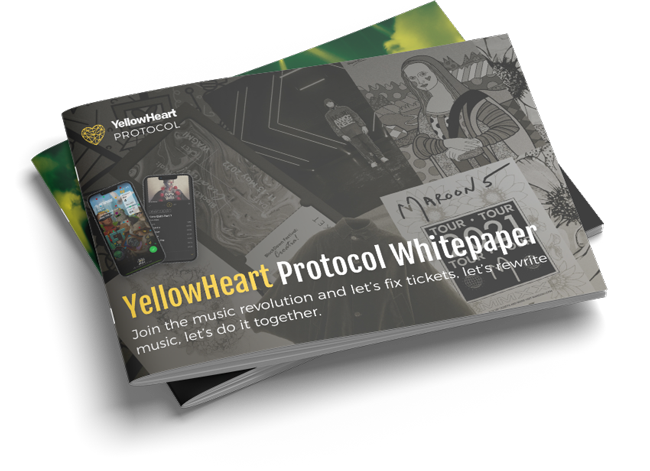 YellowHeart
PROTOCOL
MAROON 5
TOUR • TOUR
2021
TOUR
YellowHeart Protocol Whitepaper
Join the music revolution and let's fix tickets, let's rewrite
music, let's do it together.